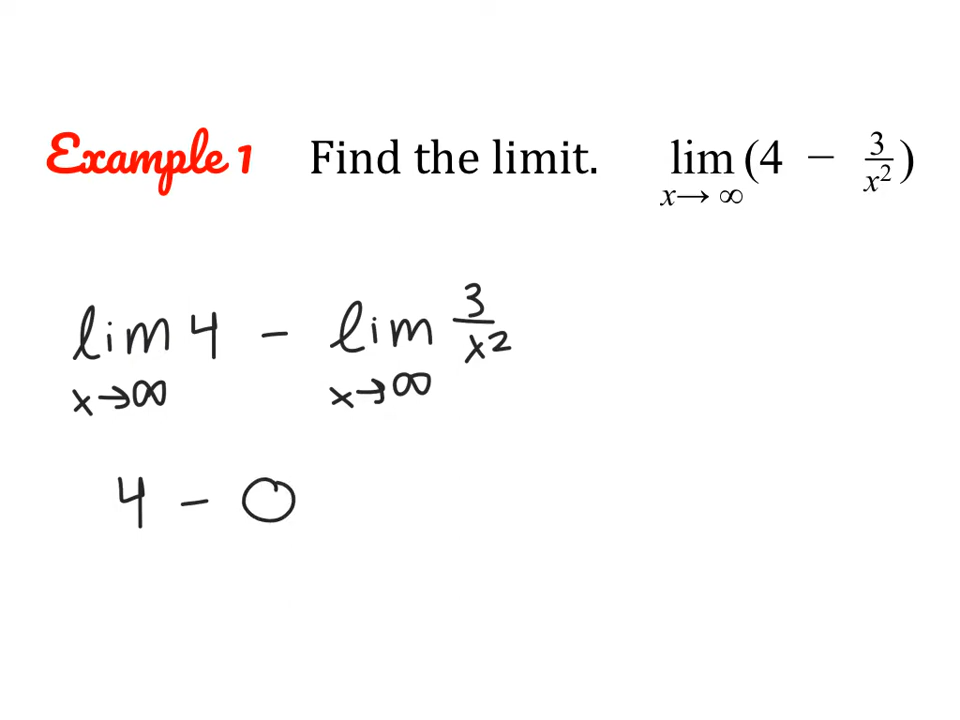 Example 1 Find the limit. lim (4 − 3/x²)
x→ ∞
lim 4 − lim 3/x²
x→∞ x→∞
4 − 0